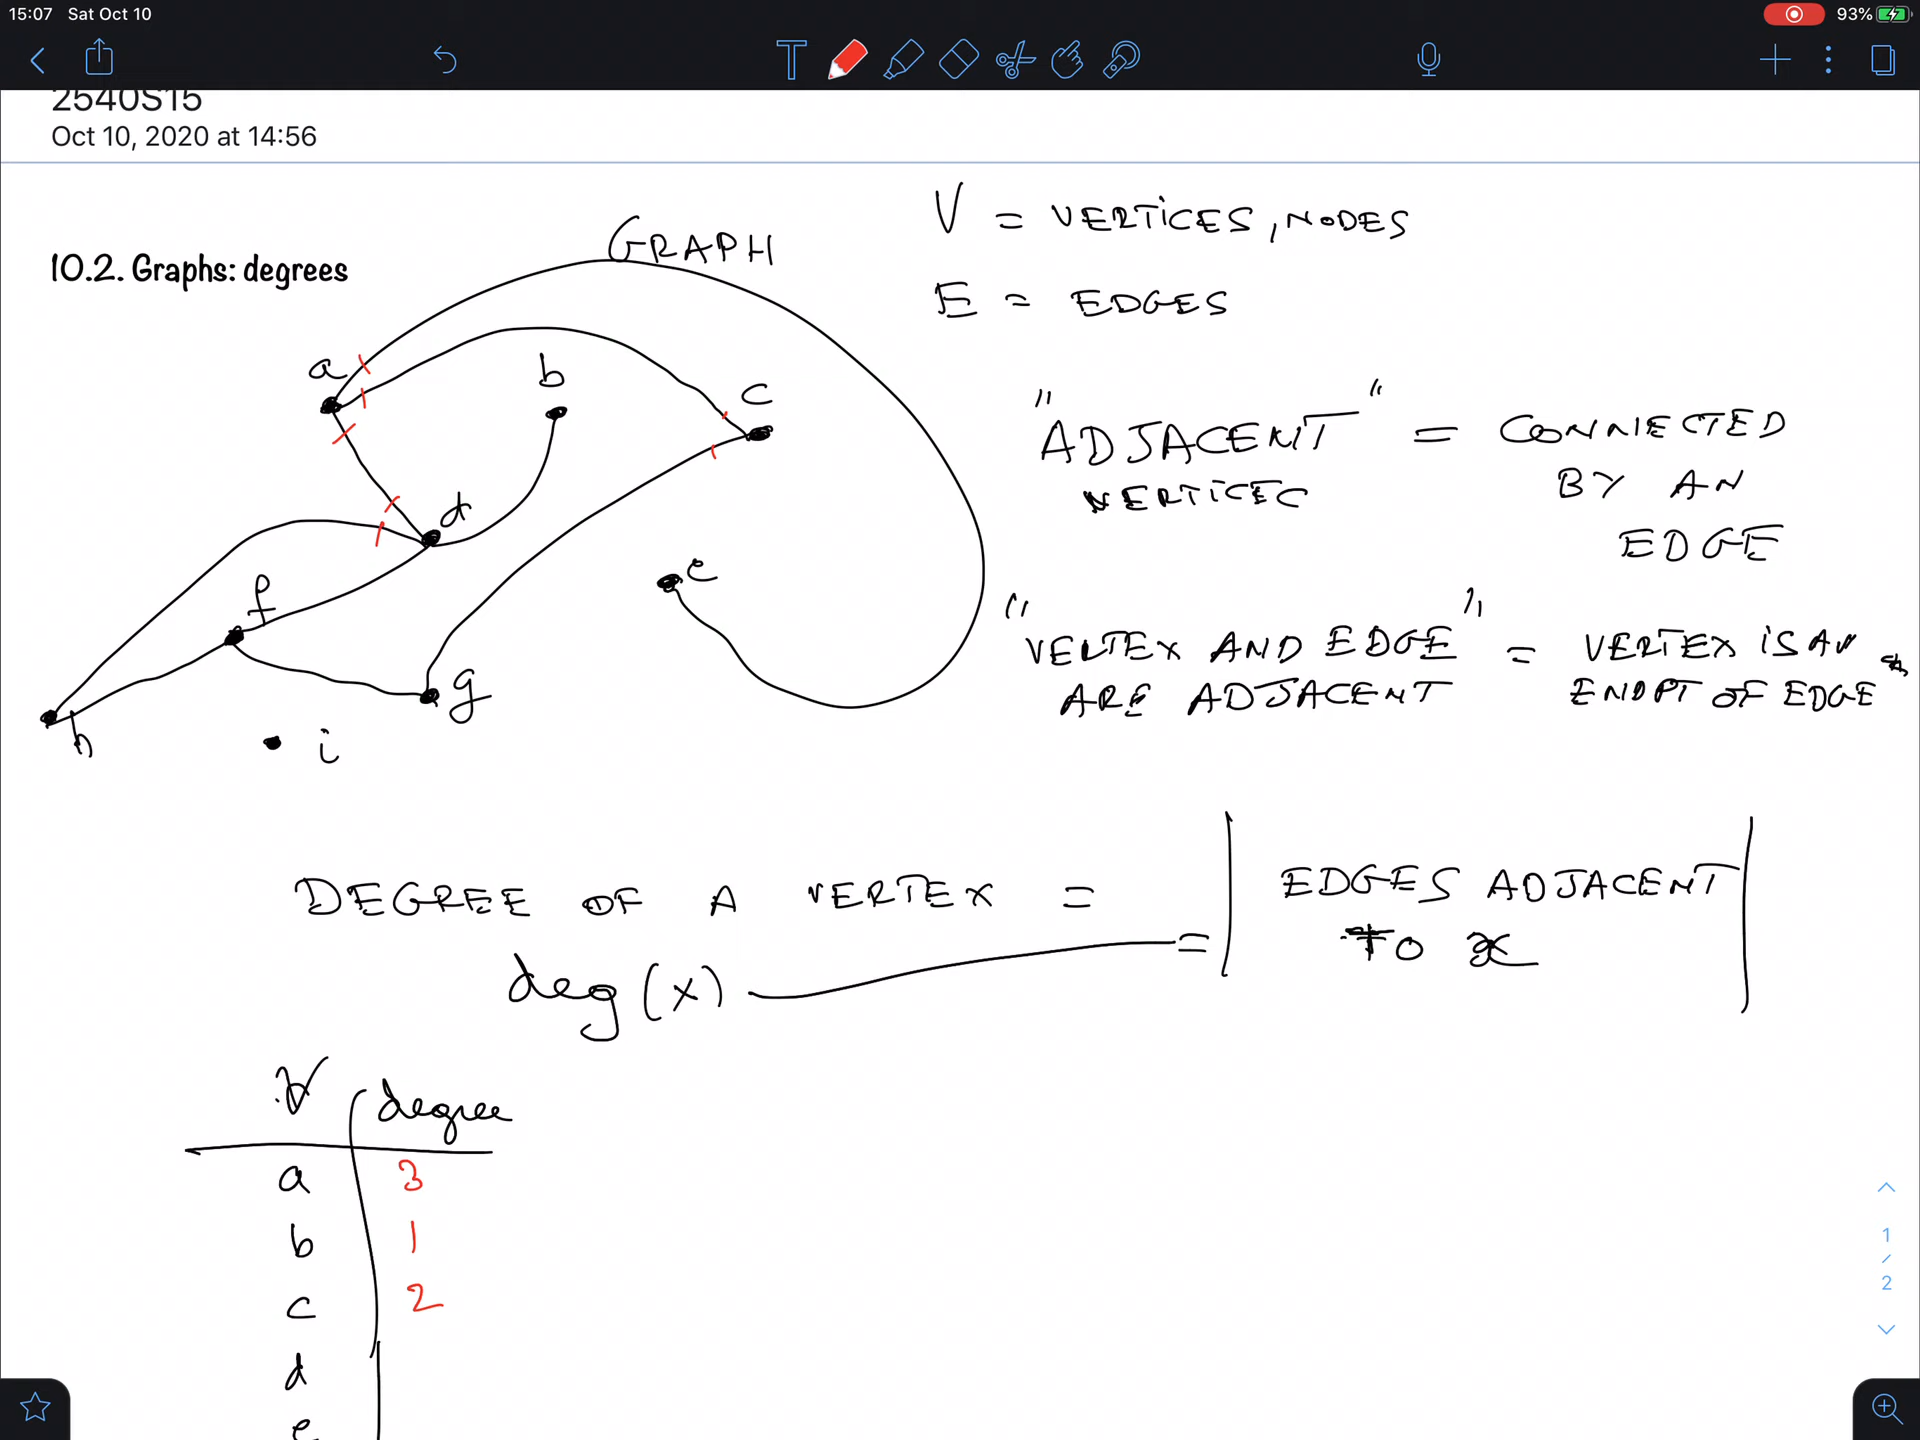 15:07 Sat Oct 10
93%
2540S15
Oct 10, 2020 at 14:56
10.2. Graphs: degrees
GRAPH
V = VERTICES, NODES
E = EDGES
a
b
c
d
e
f
g
h
i
"ADJACENT" = CONNECTED
VERTICES BY AN
EDGE
"VERTEX AND EDGE" = VERTEX IS AN
ARE ADJACENT ENDPT OF EDGE
DEGREE OF A VERTEX =
EDGES ADJACENT
TO x
deg(x) =
V degree
a 3
b 1
c 2
d
e
1
/
2